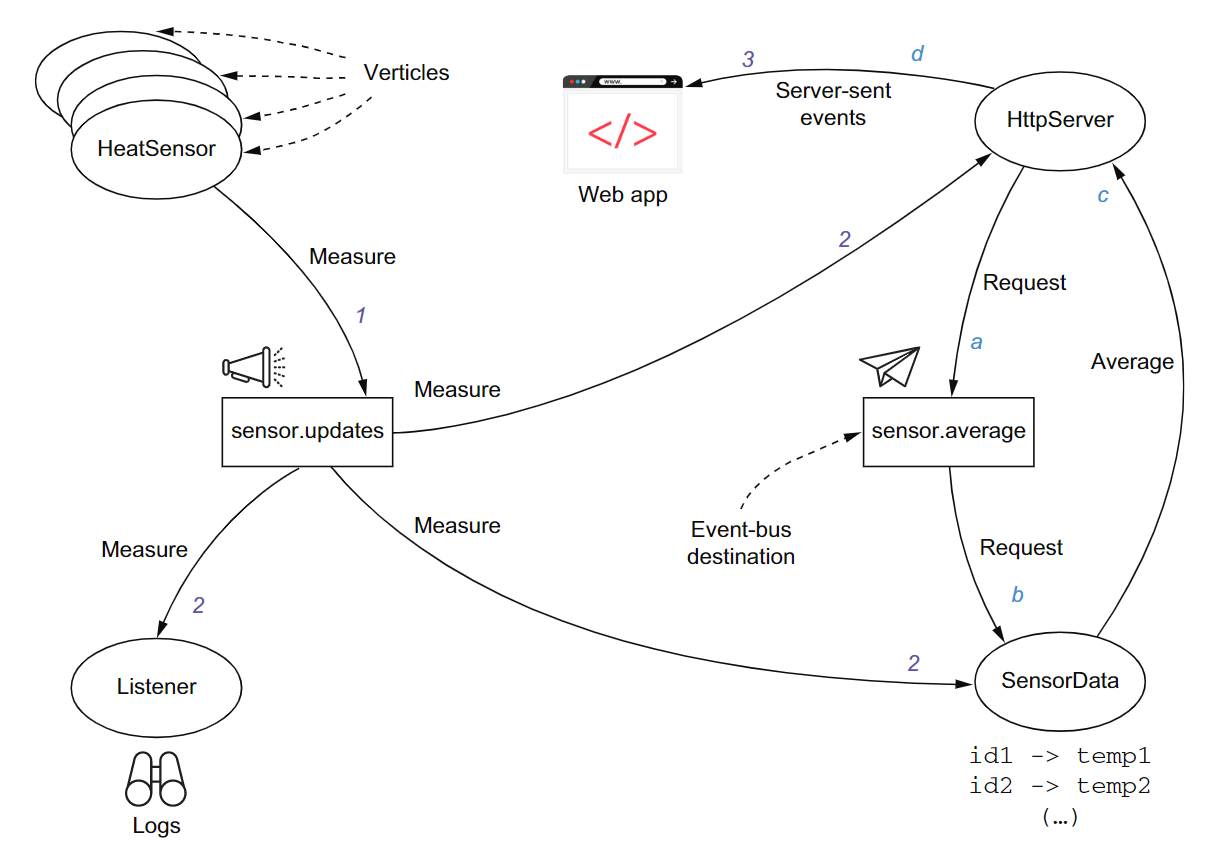 Verticles
HeatSensor
www.
</>
Web app
3
d
Server-sent
events
HttpServer
c
2
Measure
1
Request
a
Average
Measure
sensor.updates
sensor.average
Measure
Event-bus
destination
Measure
2
Request
b
2
Listener
SensorData
id1 -> temp1
id2 -> temp2
(…)
Logs